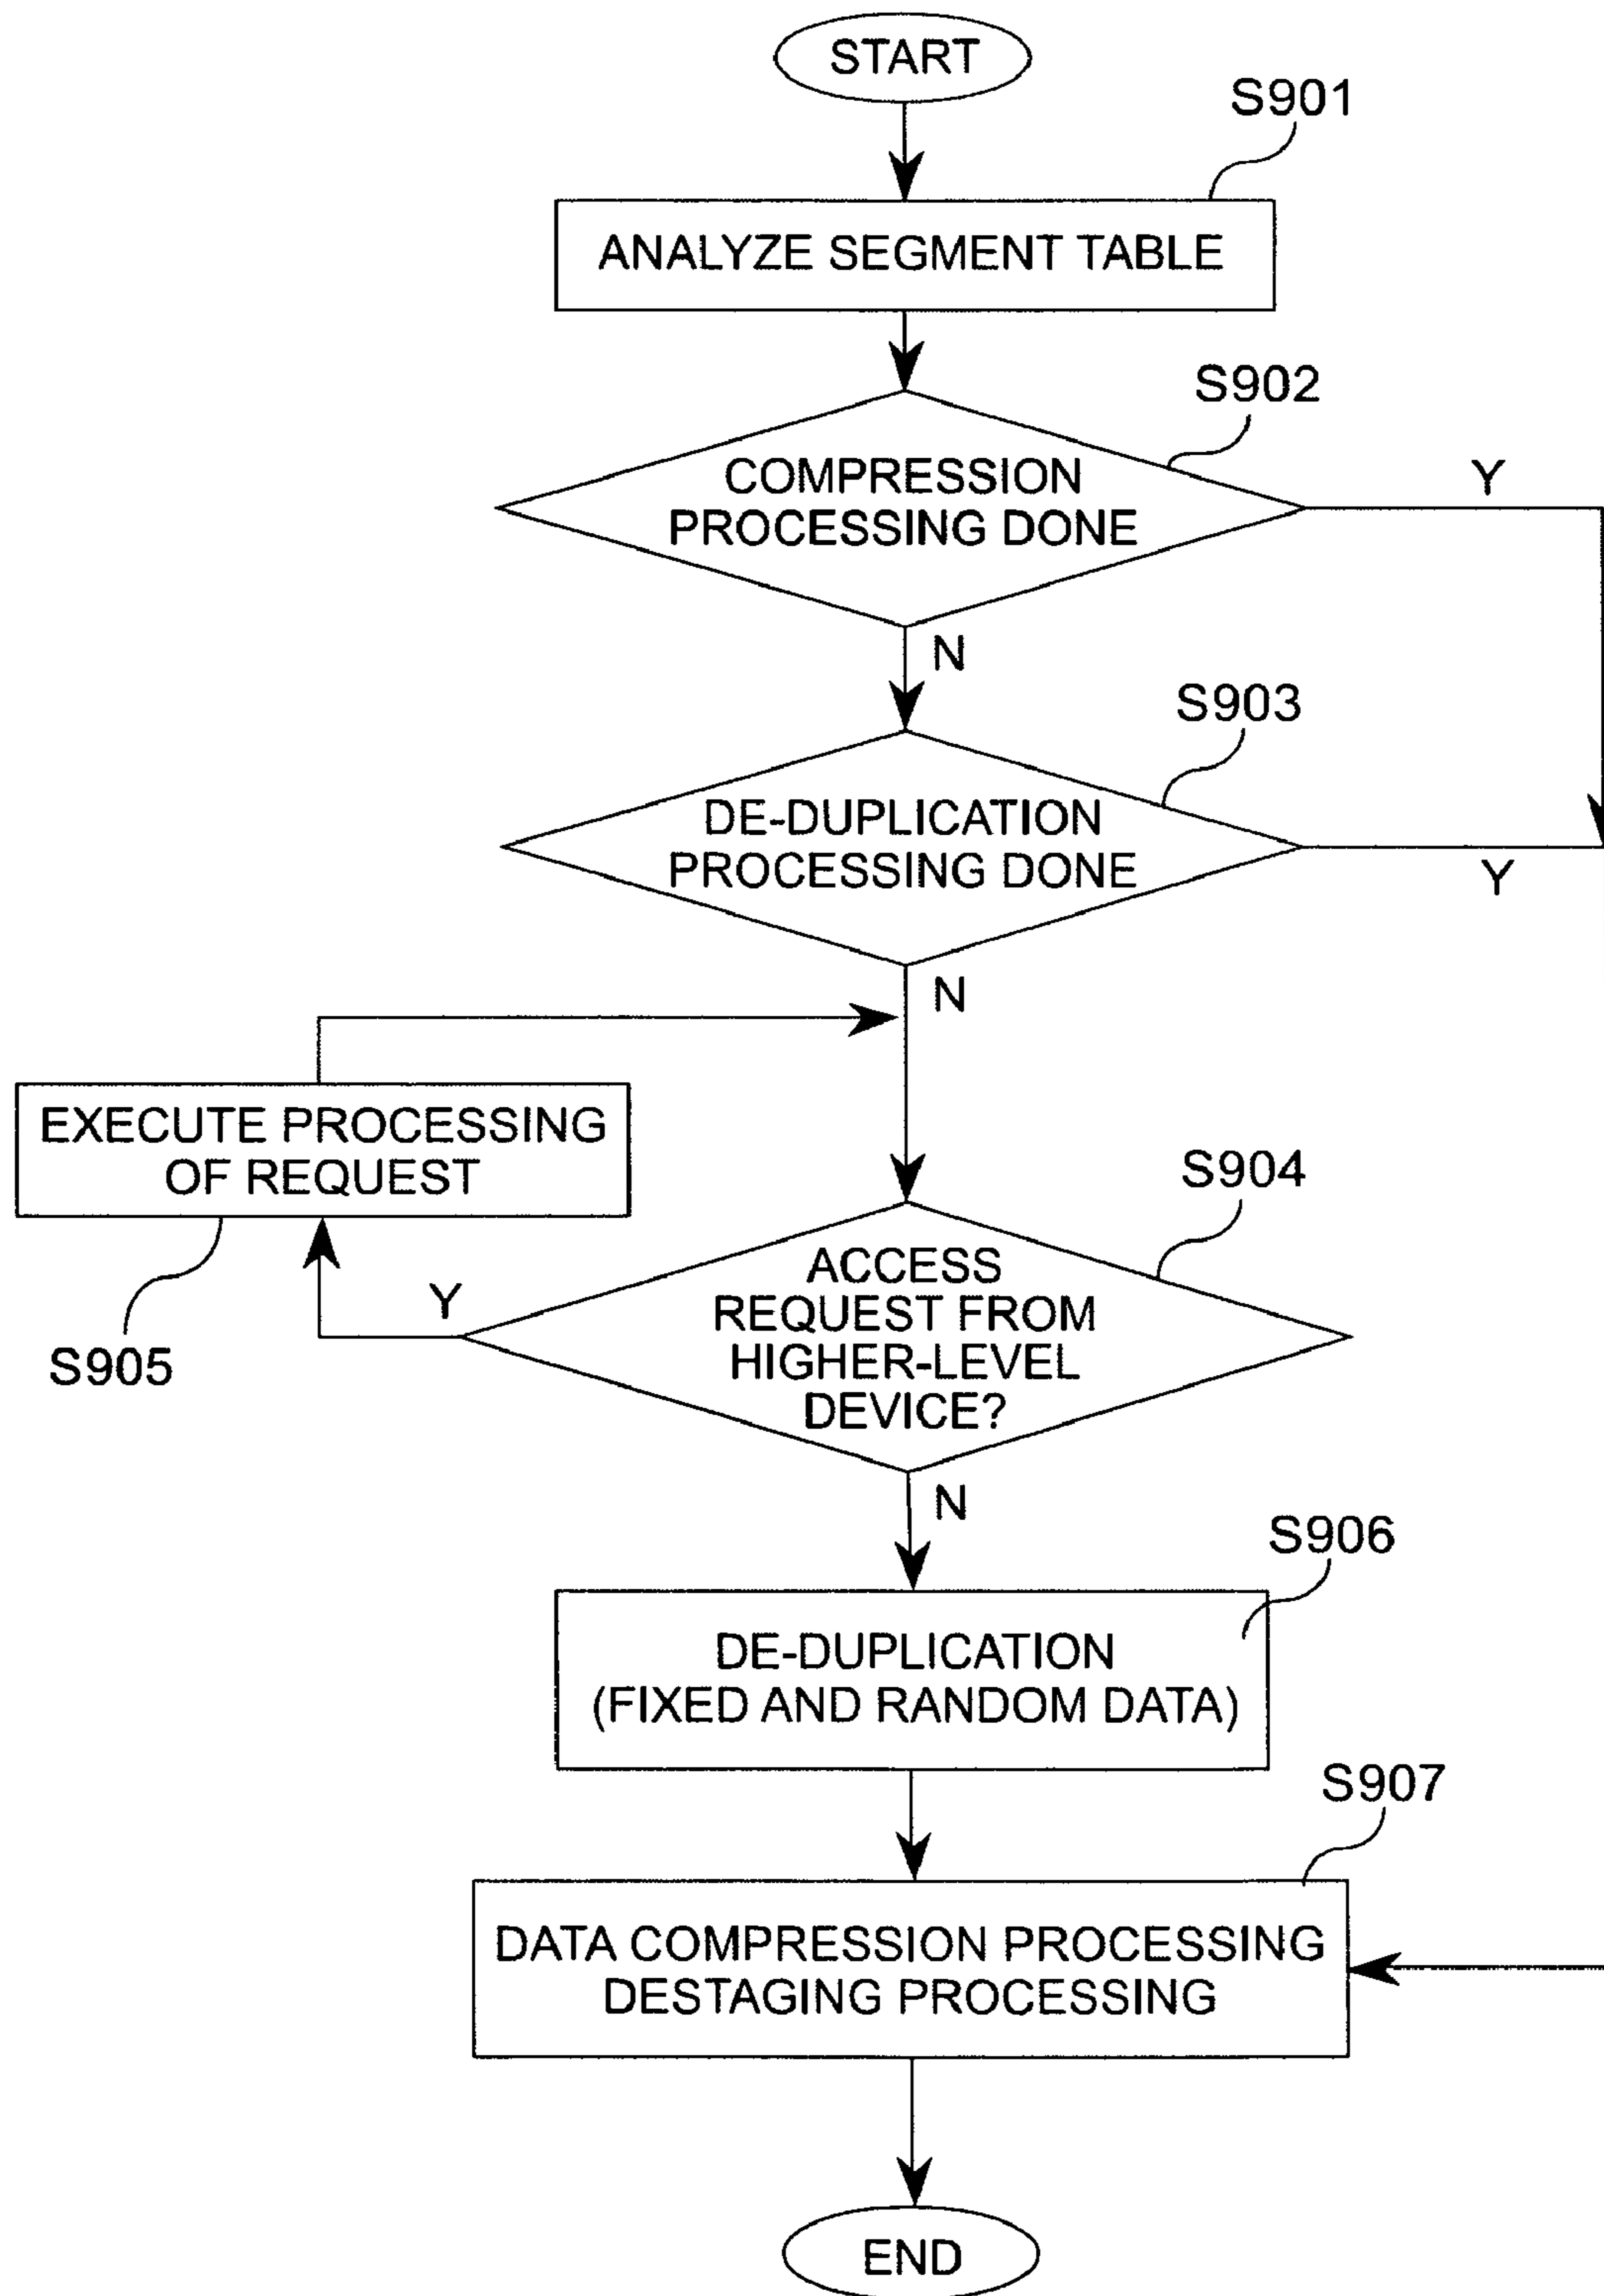 START
S901
ANALYZE SEGMENT TABLE
S902
COMPRESSION
PROCESSING DONE
Y
N
S903
DE-DUPLICATION
PROCESSING DONE
Y
N
EXECUTE PROCESSING
OF REQUEST
S904
ACCESS
REQUEST FROM
HIGHER-LEVEL
DEVICE?
Y
S905
N
S906
DE-DUPLICATION
(FIXED AND RANDOM DATA)
S907
DATA COMPRESSION PROCESSING
DESTAGING PROCESSING
END